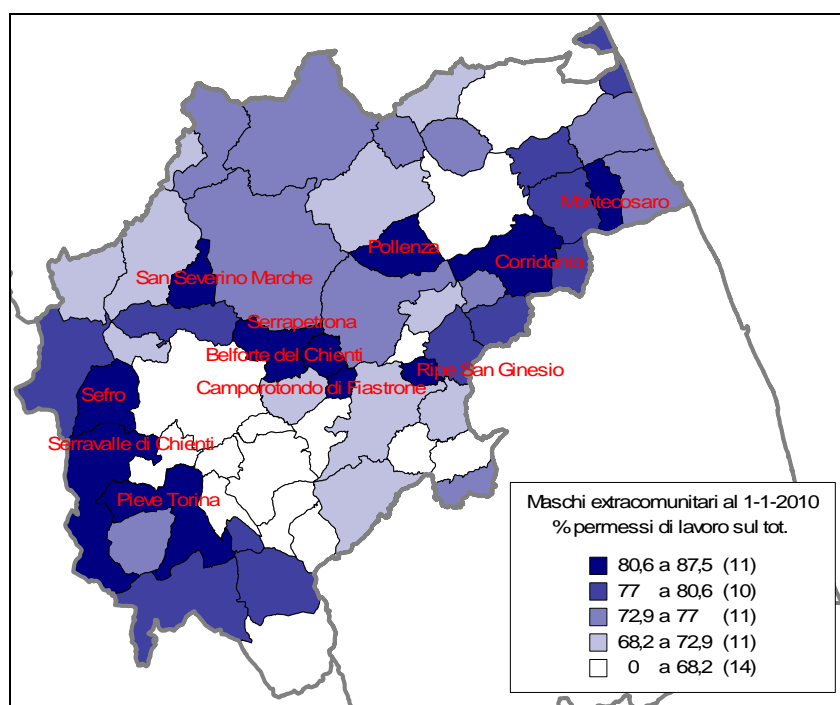 Montecosaro
Pollenza
Corridonia
San Severino Marche
Serrapetrona
Belforte del Chienti
Ripe San Ginesio
Camporotondo di Fiastrone
Sefro
Serravalle di Chienti
Pieve Torina
Maschi extracomunitari al 1-1-2010
% permessi di lavoro sul tot.
80,6 a 87,5 (11)
77 a 80,6 (10)
72,9 a 77 (11)
68,2 a 72,9 (11)
0 a 68,2 (14)